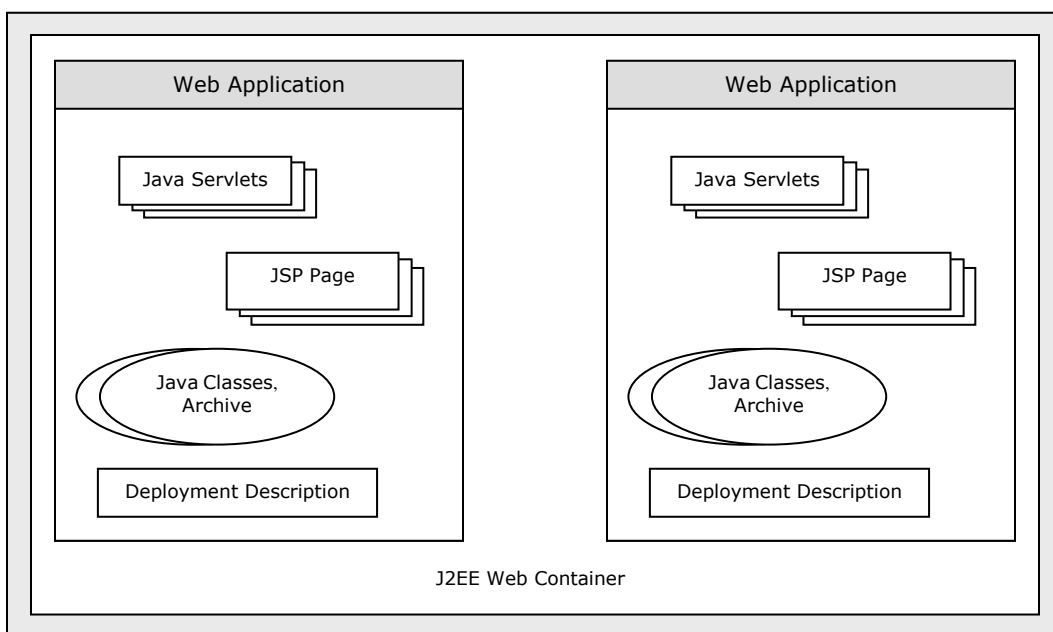 Web Application
Java Servlets
JSP Page
Java Classes,
Archive
Deployment Description
Web Application
Java Servlets
JSP Page
Java Classes,
Archive
Deployment Description
J2EE Web Container